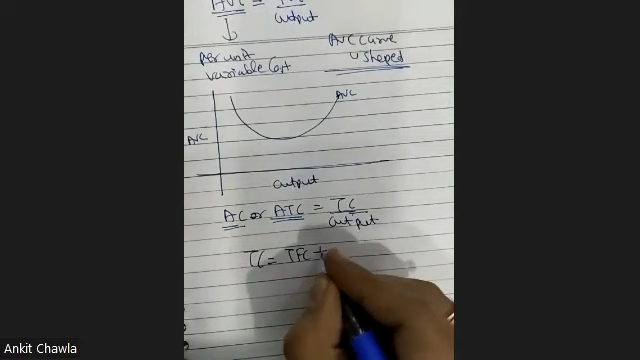 AVC =
output
Per unit
variable Cost
AVC Curve
U Shaped
AVC
AVC
output
AC or ATC = TC
output
TC = TFC +
Ankit Chawla